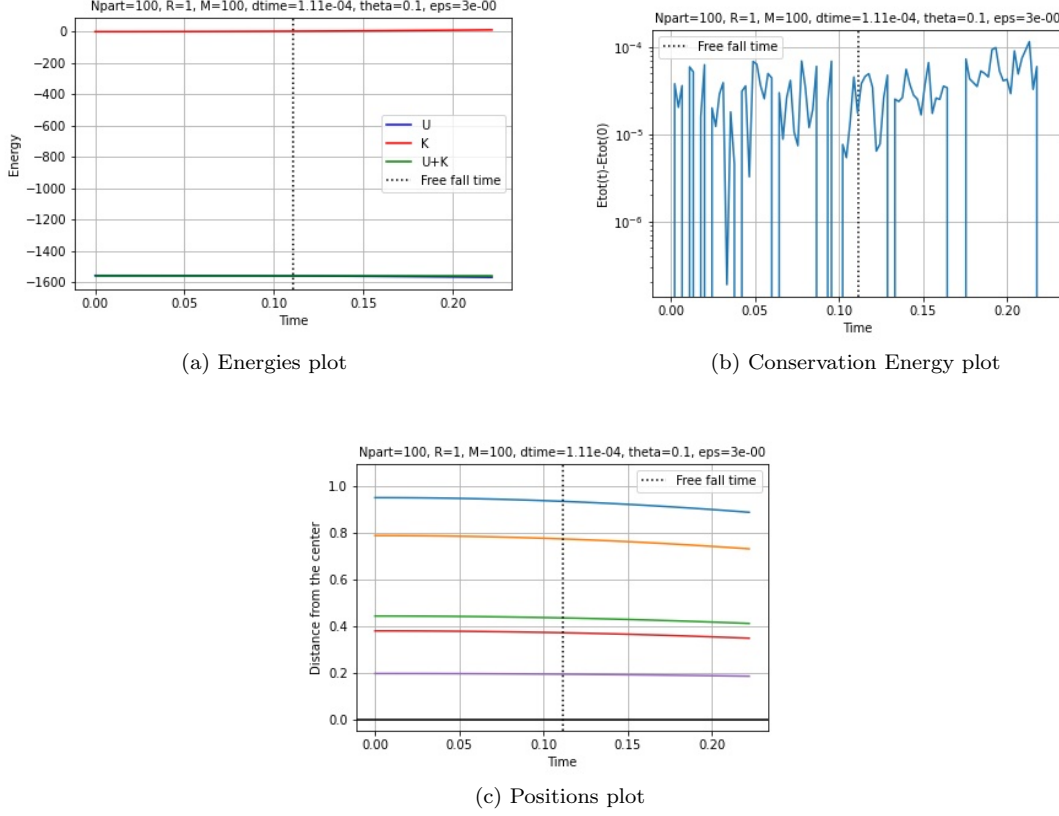 Npart=100, R=1, M=100, dtime=1.11e-04, theta=0.1, eps=3e-00
0
−200
−400
−600
−800
−1000
−1200
−1400
−1600
Energy
U
K
U+K
Free fall time
0.00 0.05 0.10 0.15 0.20
Time
(a) Energies plot
Npart=100, R=1, M=100, dtime=1.11e-04, theta=0.1, eps=3e-00
Free fall time
10⁻⁴
10⁻⁵
10⁻⁶
Etot(t)-Etot(0)
0.00 0.05 0.10 0.15 0.20
Time
(b) Conservation Energy plot
Npart=100, R=1, M=100, dtime=1.11e-04, theta=0.1, eps=3e-00
Free fall time
1.0
0.8
0.6
0.4
0.2
0.0
Distance from the center
0.00 0.05 0.10 0.15 0.20
Time
(c) Positions plot